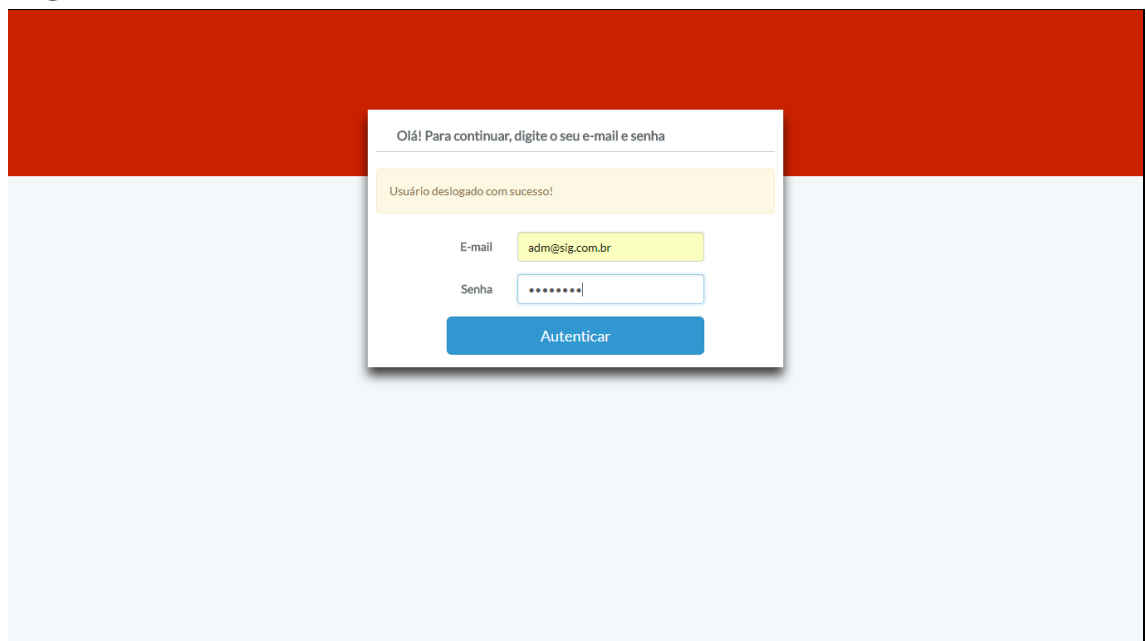 Olá! Para continuar, digite o seu e-mail e senha
Usuário deslogado com sucesso!
E-mail adm@sig.com.br
Senha ••••••••
Autenticar